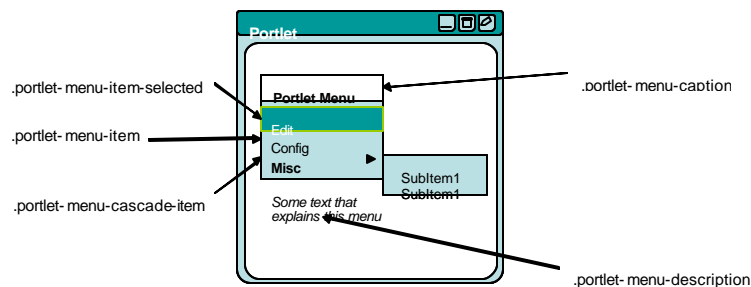 Portlet
.portlet-menu-item-selected
.portlet-menu-caption
Portlet Menu
.portlet-menu-item
Edit
Config
Misc
SubItem1
SubItem1
.portlet-menu-cascade-item
Some text that
explains this menu
.portlet-menu-description